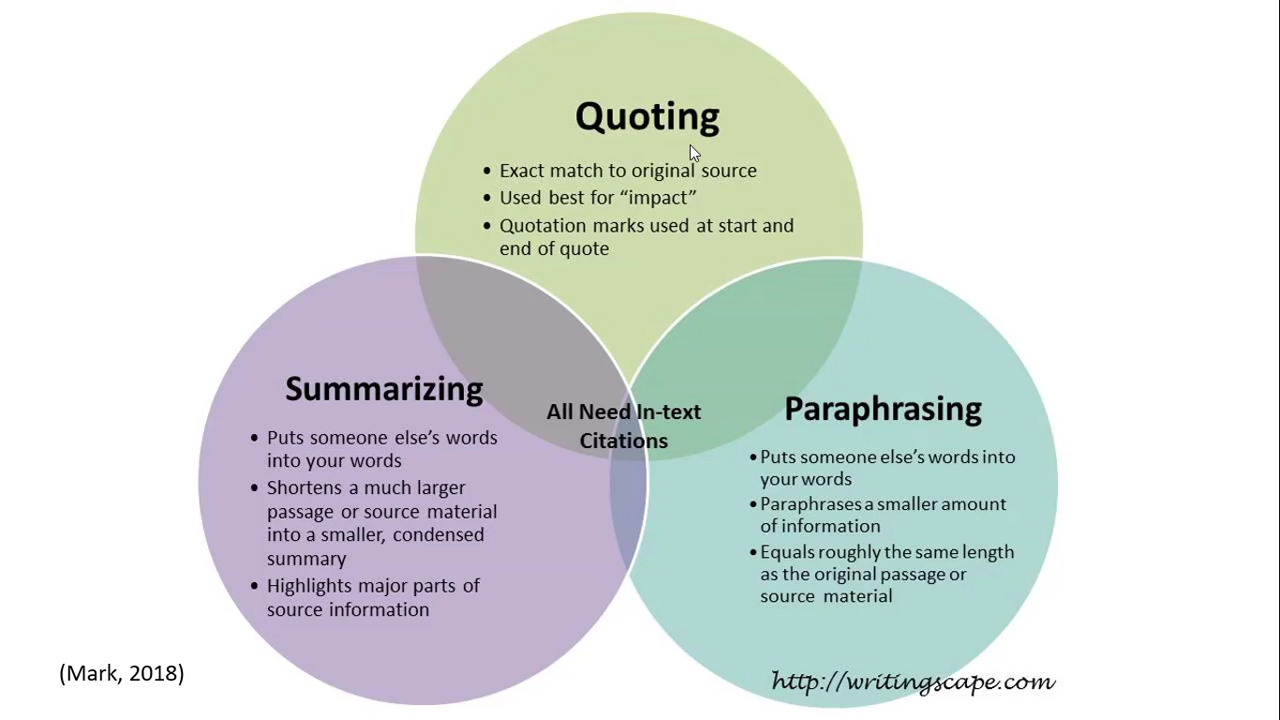 Quoting
• Exact match to original source
• Used best for “impact”
• Quotation marks used at start and
end of quote
Summarizing
• Puts someone else’s words
into your words
• Shortens a much larger
passage or source material
into a smaller, condensed
summary
• Highlights major parts of
source information
All Need In-text
Citations
Paraphrasing
• Puts someone else’s words into
your words
• Paraphrases a smaller amount
of information
• Equals roughly the same length
as the original passage or
source material
(Mark, 2018)
http://writingscape.com